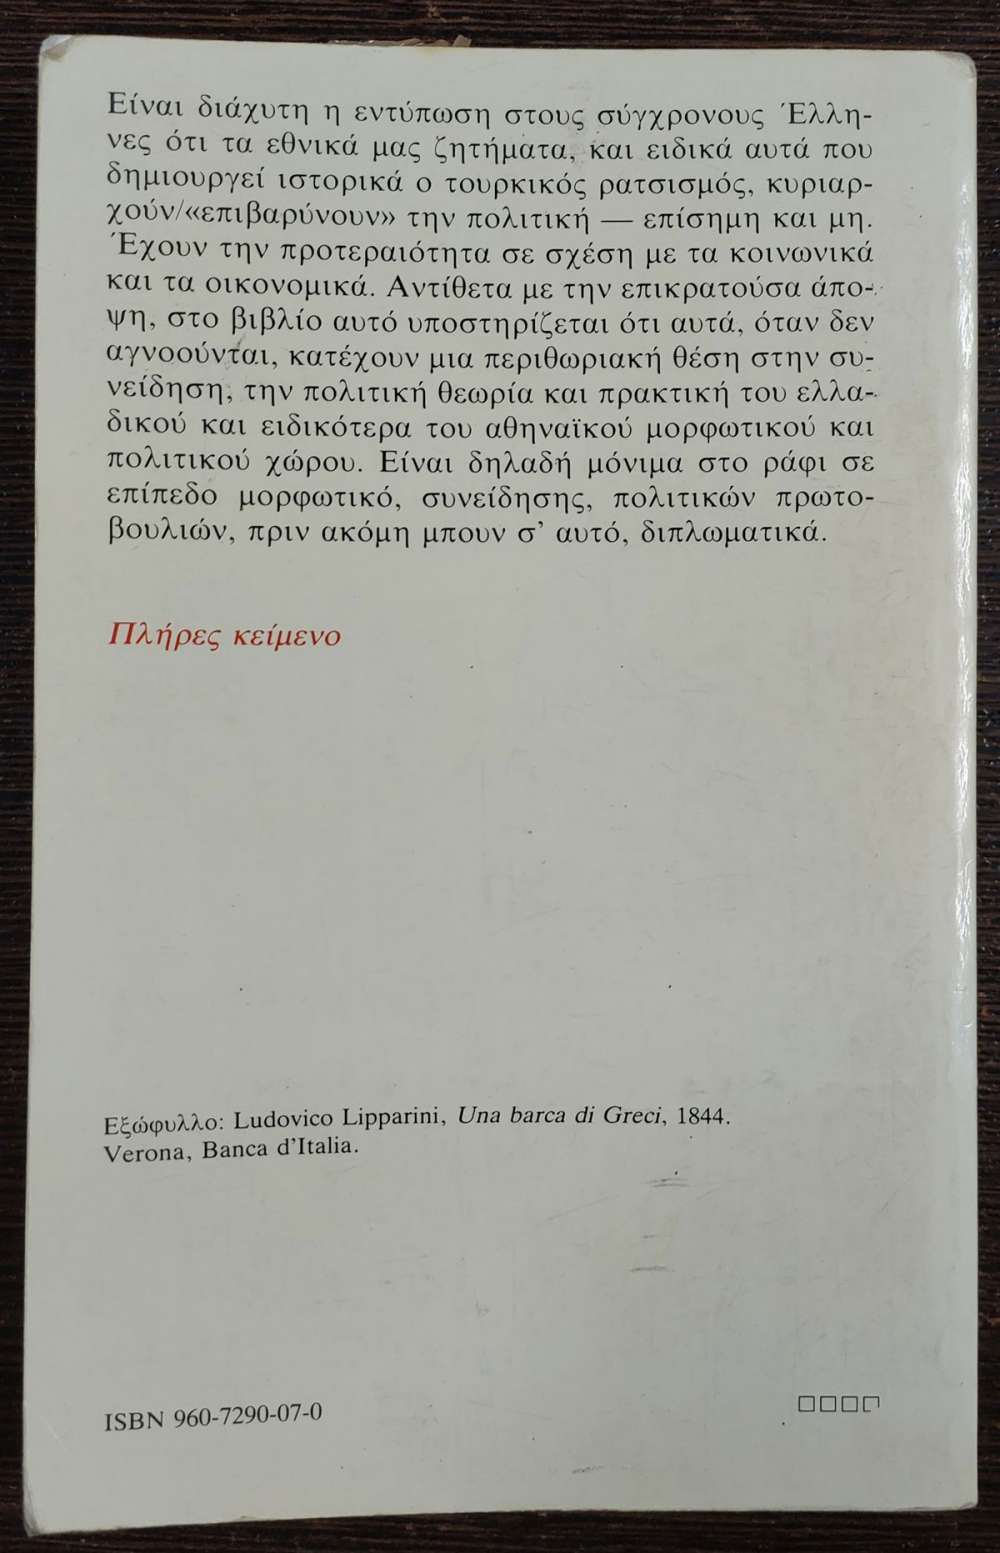 Είναι διάχυτη η εντύπωση στους σύγχρονους Έλλη-
νες ότι τα εθνικά μας ζητήματα, και ειδικά αυτά που
δημιουργεί ιστορικά ο τουρκικός ρατσισμός, κυριαρ-
χούν/«επιβαρύνουν» την πολιτική — επίσημη και μη.
Έχουν την προτεραιότητα σε σχέση με τα κοινωνικά
και τα οικονομικά. Αντίθετα με την επικρατούσα άπο-
ψη, στο βιβλίο αυτό υποστηρίζεται ότι αυτά, όταν δεν
αγνοούνται, κατέχουν μια περιθωριακή θέση στην συ-
νείδηση, την πολιτική θεωρία και πρακτική του ελλα-
δικού και ειδικότερα του αθηναϊκού μορφωτικού και
πολιτικού χώρου. Είναι δηλαδή μόνιμα στο ράφι σε
επίπεδο μορφωτικό, συνείδησης, πολιτικών πρωτο-
βουλιών, πριν ακόμη μπουν σ' αυτό, διπλωματικά.
Πλήρες κείμενο
Εξώφυλλο: Ludovico Lipparini, Una barca di Greci, 1844.
Verona, Banca d'Italia.
ISBN 960-7290-07-0